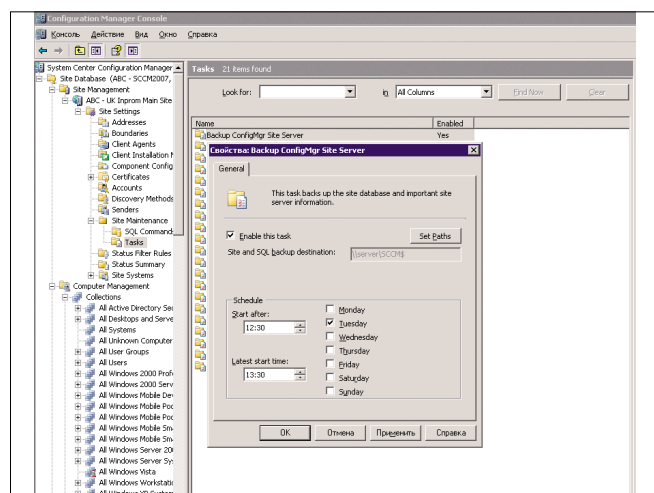 Configuration Manager Console
Консоль Действие Вид Окно Справка
System Center Configuration Manager
Site Database (ABC - SCCM2007,
Site Management
ABC - UK Inprom Main Site
Site Settings
Addresses
Boundaries
Client Agents
Client Installation M
Component Config
Certificates
Accounts
Discovery Methods
Senders
Site Maintenance
SQL Command
Tasks
Status Filter Rules
Status Summary
Site Systems
Computer Management
Collections
All Active Directory Sec
All Desktops and Serve
All Systems
All Unknown Computer
All User Groups
All Users
All Windows 2000 Profe
All Windows 2000 Serv
All Windows Mobile Dev
All Windows Mobile Poc
All Windows Mobile Poc
All Windows Mobile Sma
All Windows Mobile Sma
All Windows Server 200
All Windows Server Sys
All Windows Vista
All Windows Workstatio
All Windows XP System
Tasks 21 items found
Look for: in All Columns Find Now Clear
Name Enabled
Backup ConfigMgr Site Server Yes
Свойства: Backup ConfigMgr Site Server
General
This task backs up the site database and important site
server information.
Enable this task Set Paths
Site and SQL backup destination: \\server\SCCM$
Schedule
Start after:
12:30
Latest start time:
13:30
Monday
Tuesday
Wednesday
Thursday
Friday
Saturday
Sunday
OK Отмена Применить Справка